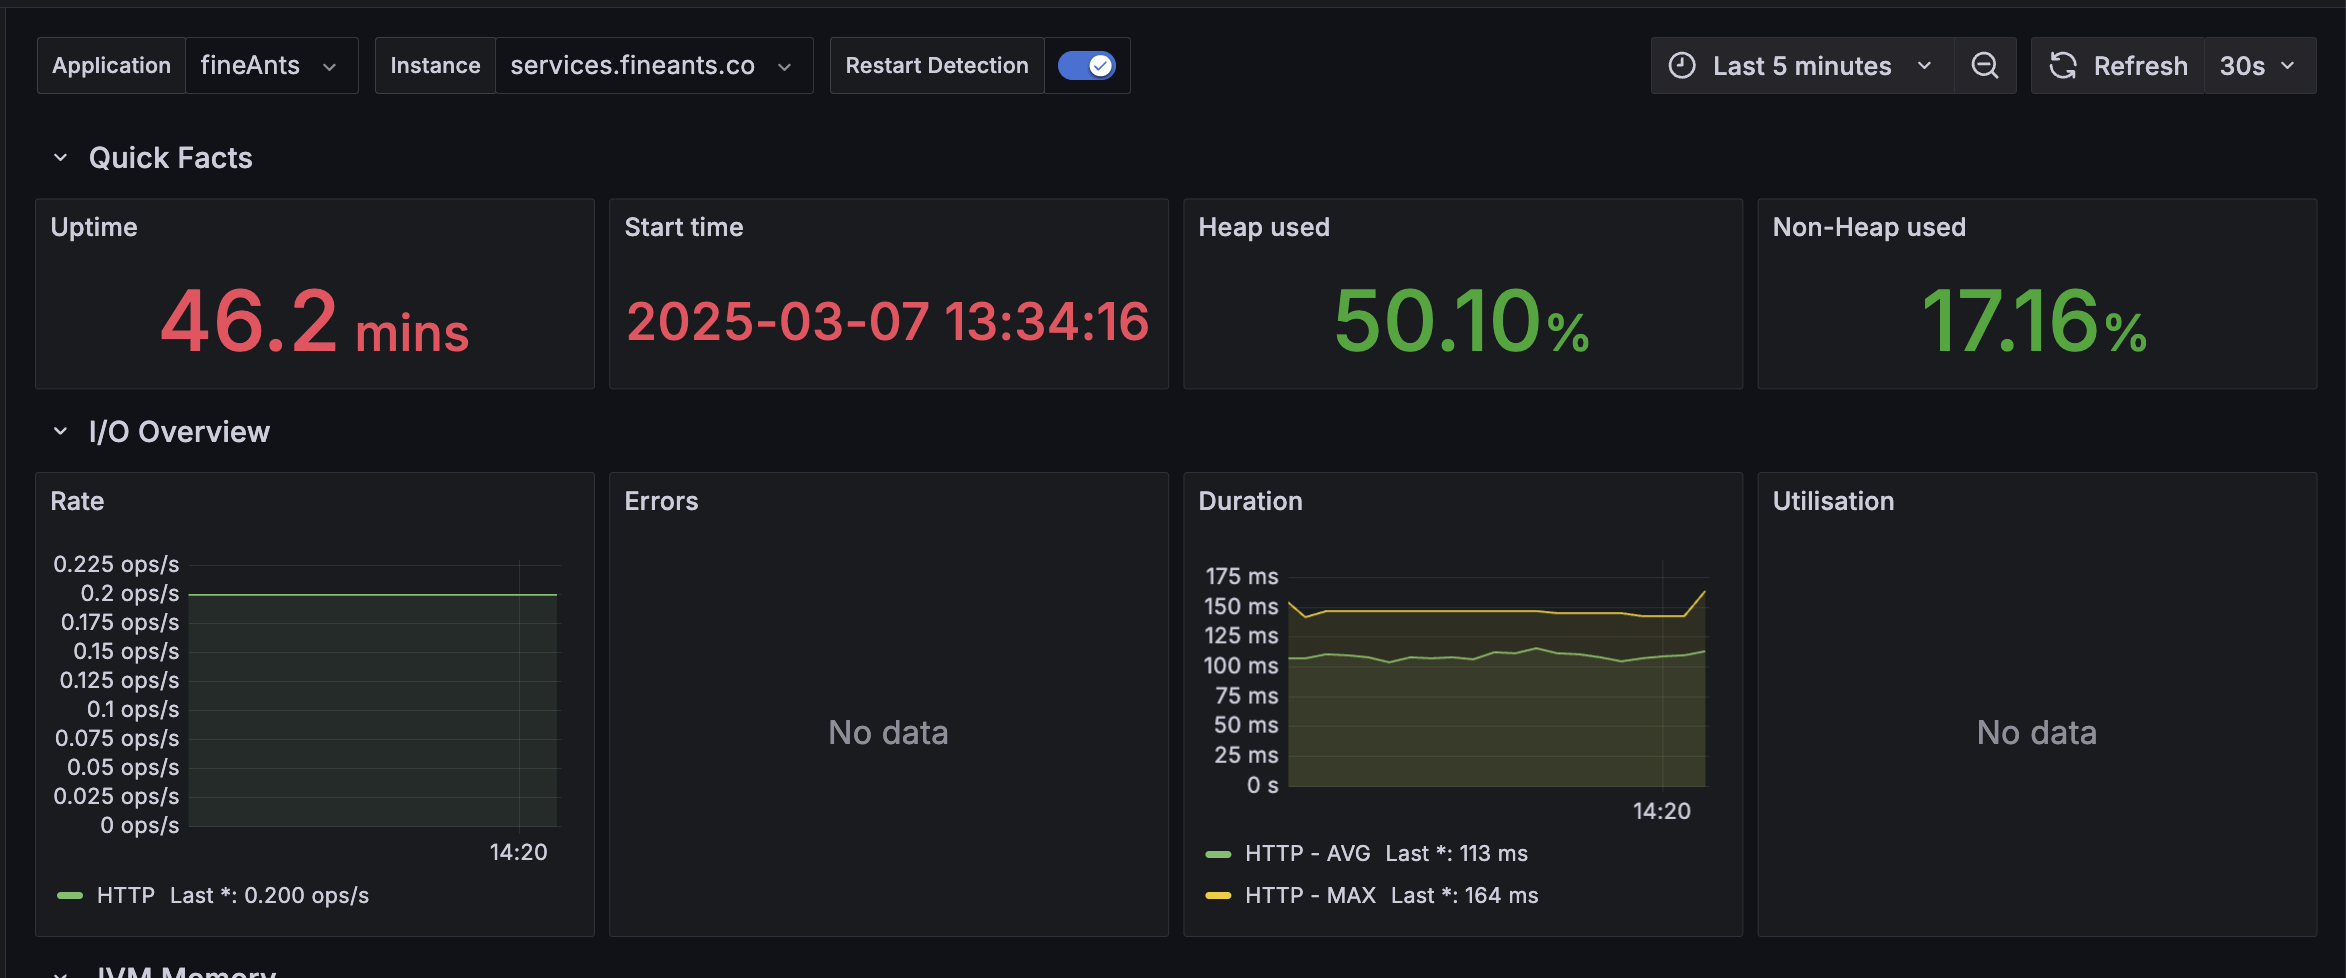 Application fineAnts Instance services.fineants.co Restart Detection Last 5 minutes Refresh 30s
Quick Facts
Uptime
46.2 mins
Start time
2025-03-07 13:34:16
Heap used
50.10%
Non-Heap used
17.16%
I/O Overview
Rate
0.225 ops/s
0.2 ops/s
0.175 ops/s
0.15 ops/s
0.125 ops/s
0.1 ops/s
0.075 ops/s
0.05 ops/s
0.025 ops/s
0 ops/s
14:20
HTTP Last *: 0.200 ops/s
Errors
No data
Duration
175 ms
150 ms
125 ms
100 ms
75 ms
50 ms
25 ms
0 s
14:20
HTTP - AVG Last *: 113 ms
HTTP - MAX Last *: 164 ms
Utilisation
No data
JVM Memory